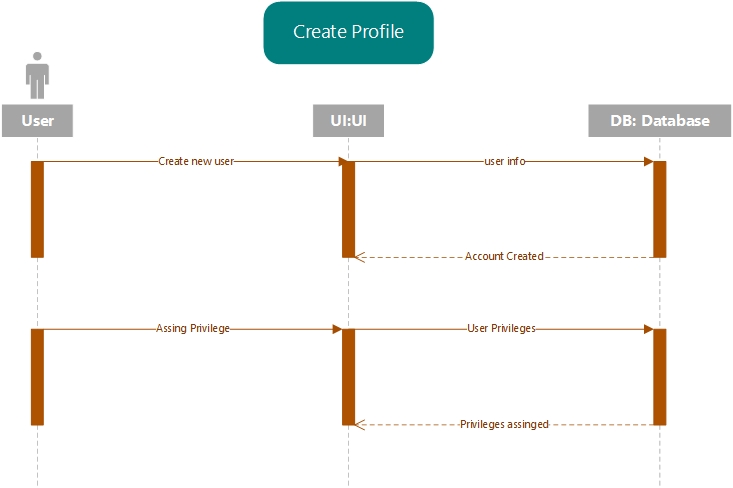 Create Profile
User
UI:UI
DB: Database
Create new user
user info
Account Created
Assing Privilege
User Privileges
Privileges assinged